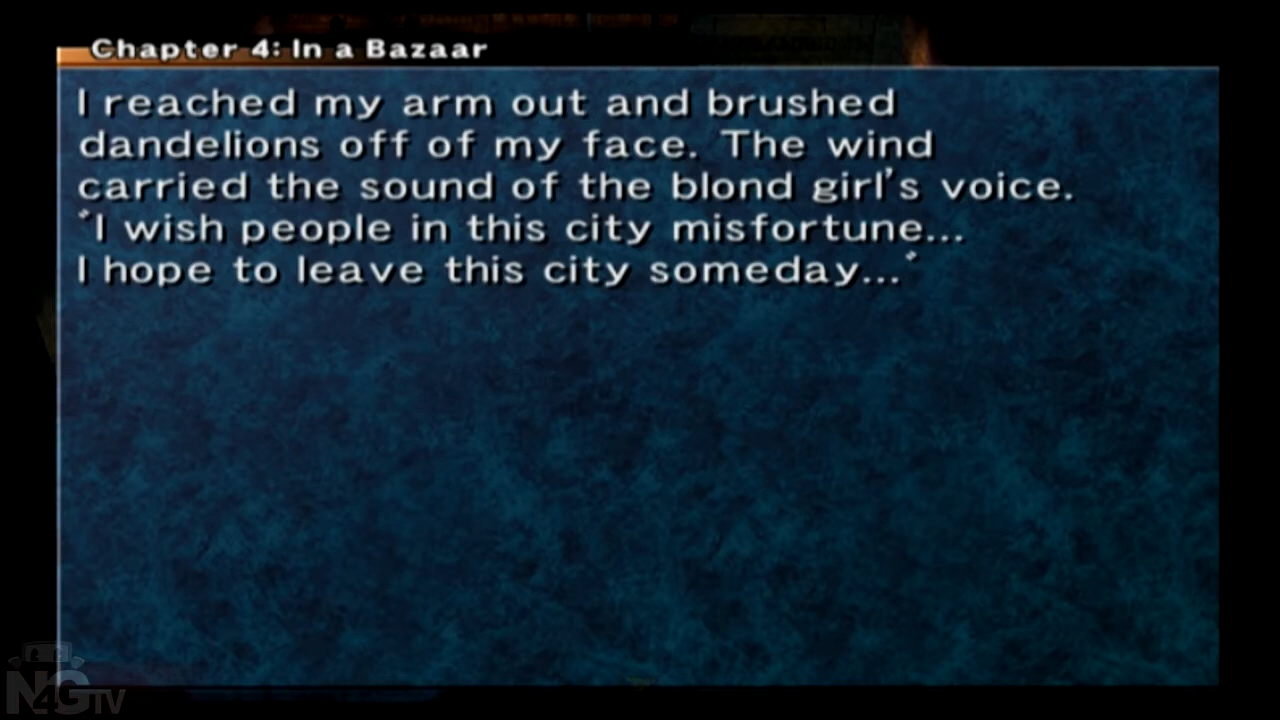 Chapter 4: In a Bazaar
I reached my arm out and brushed
dandelions off of my face. The wind
carried the sound of the blond girl's voice.
"I wish people in this city misfortune...
I hope to leave this city someday..."
N4G TV